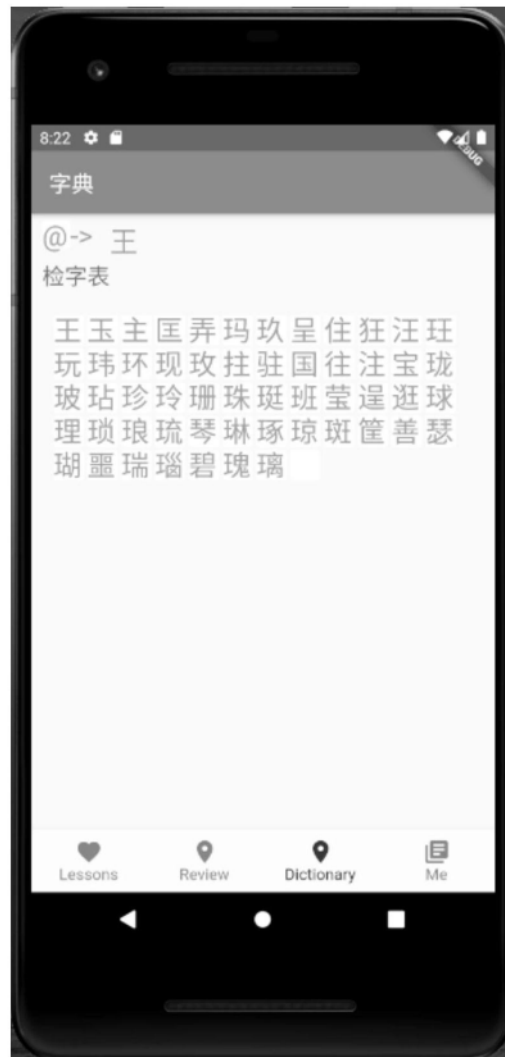 8:22
DEBUG
字典
@-> 王
检字表
王玉主匡弄玛玖呈住狂汪玨
玩玮环现玫拄驻国往注宝珑
玻玷珍玲珊珠珽班莹逞逛球
理琐琅琉琴琳琢琼斑筐善瑟
瑚噩瑞瑙碧瑰璃
Lessons Review Dictionary Me